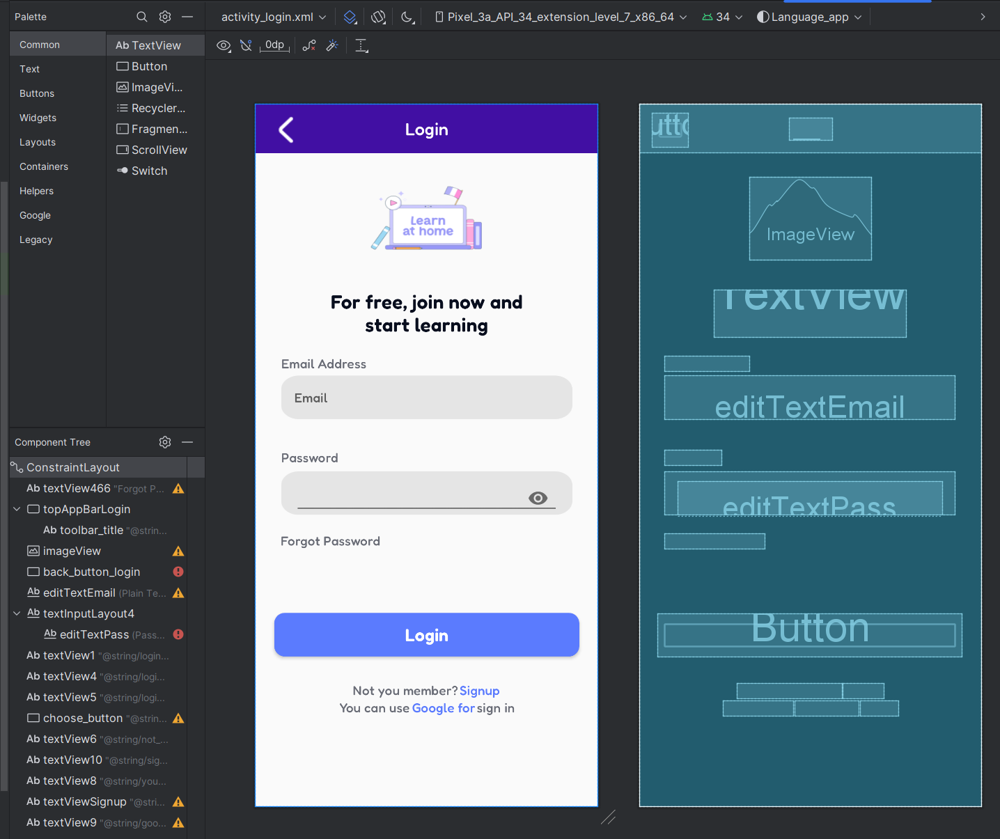 Palette
activity_login.xml
Pixel_3a_API_34_extension_level_7_x86_64
34
Language_app
0dp
Common
Text
Buttons
Widgets
Layouts
Containers
Helpers
Google
Legacy
Ab TextView
Button
ImageVi...
Recycler...
Fragmen...
ScrollView
Switch
Component Tree
ConstraintLayout
Ab textView466 "Forgot P...
topAppBarLogin
Ab toolbar_title "@strin...
imageView
back_button_login
Ab editTextEmail (Plain Te...
Ab textInputLayout4
Ab editTextPass (Pass...
Ab textView1 "@string/login...
Ab textView4 "@string/logi...
Ab textView5 "@string/logi...
choose_button "@strin...
Ab textView6 "@string/not_...
Ab textView10 "@string/sig...
Ab textView8 "@string/you...
Ab textViewSignup "@stri...
Ab textView9 "@string/goo...
Login
Learn
at home
For free, join now and
start learning
Email Address
Email
Password
Forgot Password
Login
Not you member? Signup
You can use Google for sign in
utto
ImageView
TextView
editTextEmail
editTextPass
Button